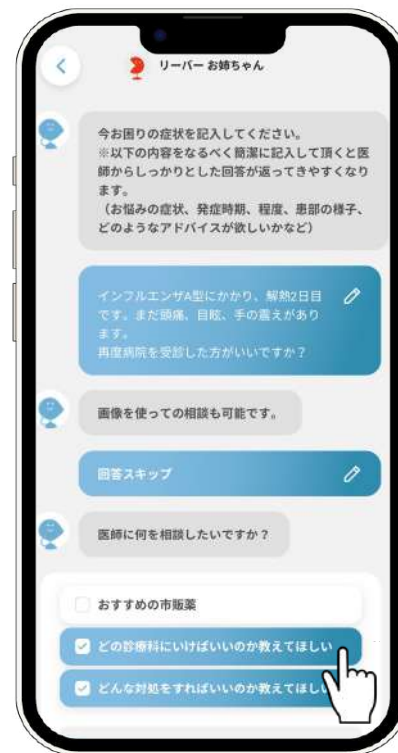 リーバー お姉ちゃん
今お困りの症状を記入してください。
※以下の内容をなるべく簡潔に記入して頂くと医
師からしっかりとした回答が返ってきやすくなり
ます。
（お悩みの症状、発症時期、程度、患部の様子、
どのようなアドバイスが欲しいかなど）
インフルエンザA型にかかり、解熱2日目
です。まだ頭痛、目眩、手の震えがあり
ます。
再度病院を受診した方がいいですか？
画像を使っての相談も可能です。
回答スキップ
医師に何を相談したいですか？
おすすめの市販薬
どの診療科にいけばいいのか教えてほしい
どんな対処をすればいいのか教えてほし